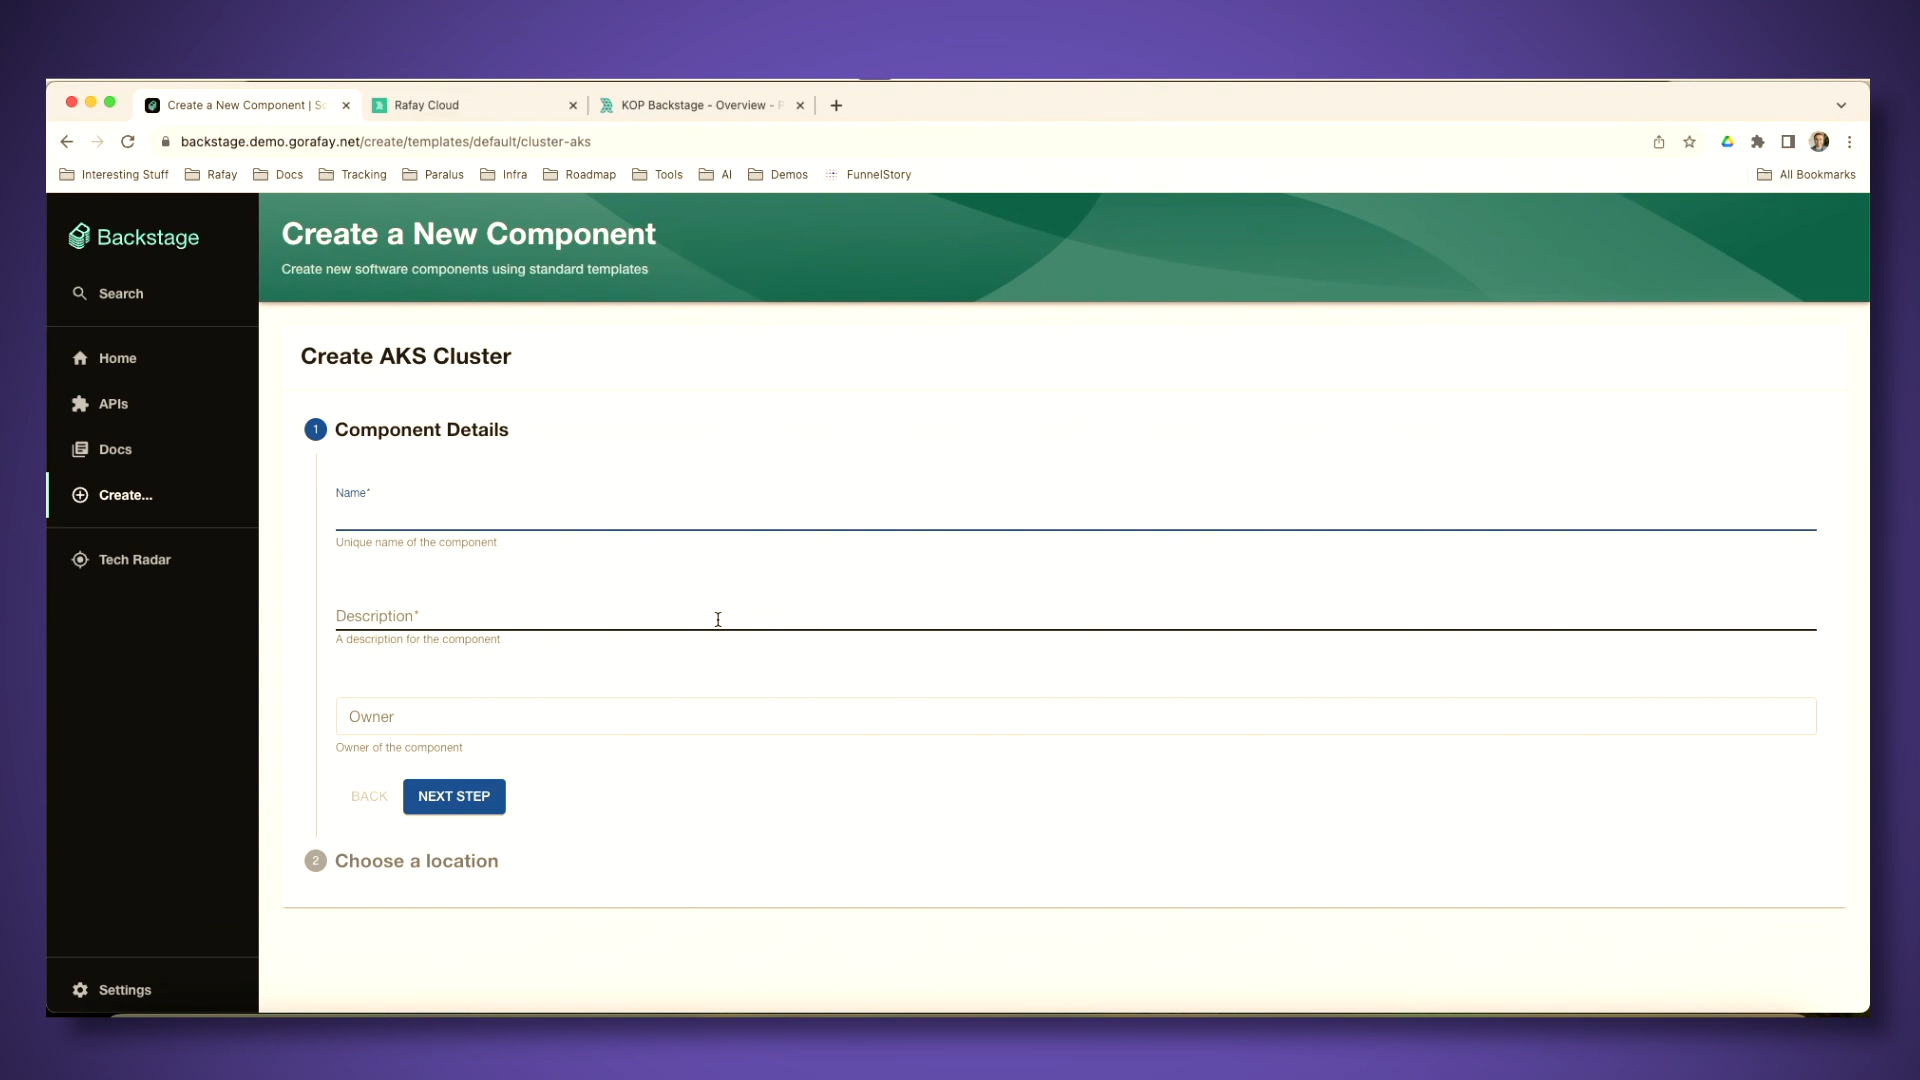 Create a New Component | Sc
Rafay Cloud
KOP Backstage - Overview - R
backstage.demo.gorafay.net/create/templates/default/cluster-aks
Interesting Stuff
Rafay
Docs
Tracking
Paralus
Infra
Roadmap
Tools
AI
Demos
FunnelStory
All Bookmarks
Backstage
Search
Home
APIs
Docs
Create...
Tech Radar
Settings
Create a New Component
Create new software components using standard templates
Create AKS Cluster
1 Component Details
Name*
Unique name of the component
Description*
A description for the component
Owner
Owner of the component
BACK
NEXT STEP
2 Choose a location